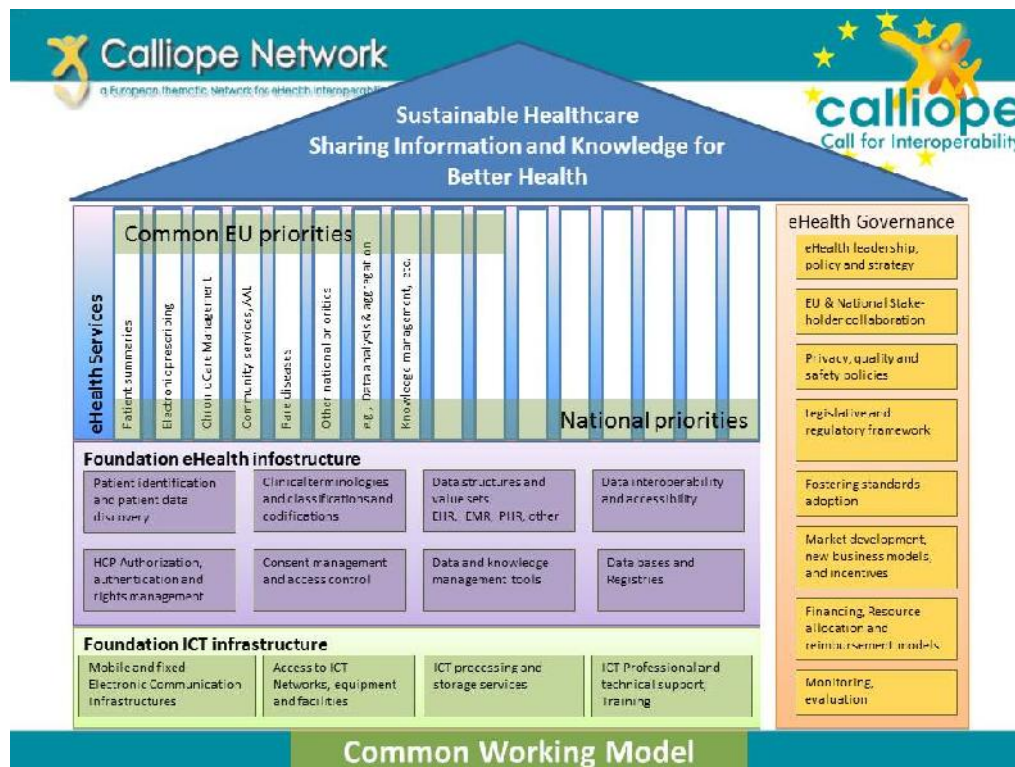 Calliope Network
a European thematic Network for eHealth Interoperability
calliope
Call for Interoperability
Sustainable Healthcare
Sharing Information and Knowledge for
Better Health
eHealth Services
Common EU priorities
Patient summaries
Electronic prescribing
Chronic Care Management
Community services, AAL
Rare diseases
Other national priorities
e.g., Data analysis & aggregation
Knowledge management, etc.
National priorities
Foundation eHealth infostructure
Patient identification
and patient data
discovery
Clinical terminologies
and classifications and
codifications
Data structures and
value sets
EHR, EMR, PHR, other
Data interoperability
and accessibility
HCP Authorization,
authentication and
rights management
Consent management
and access control
Data and knowledge
management tools
Data bases and
Registries
Foundation ICT infrastructure
Mobile and fixed
Electronic Communication
Infrastructures
Access to ICT
Networks, equipment
and facilities
ICT processing and
storage services
ICT Professional and
technical support,
Training
eHealth Governance
eHealth leadership,
policy and strategy
EU & National Stake-
holder collaboration
Privacy, quality and
safety policies
Legislative and
regulatory framework
Fostering standards
adoption
Market development,
new business models,
and incentives
Financing, Resource
allocation and
reimbursement models
Monitoring,
evaluation
Common Working Model